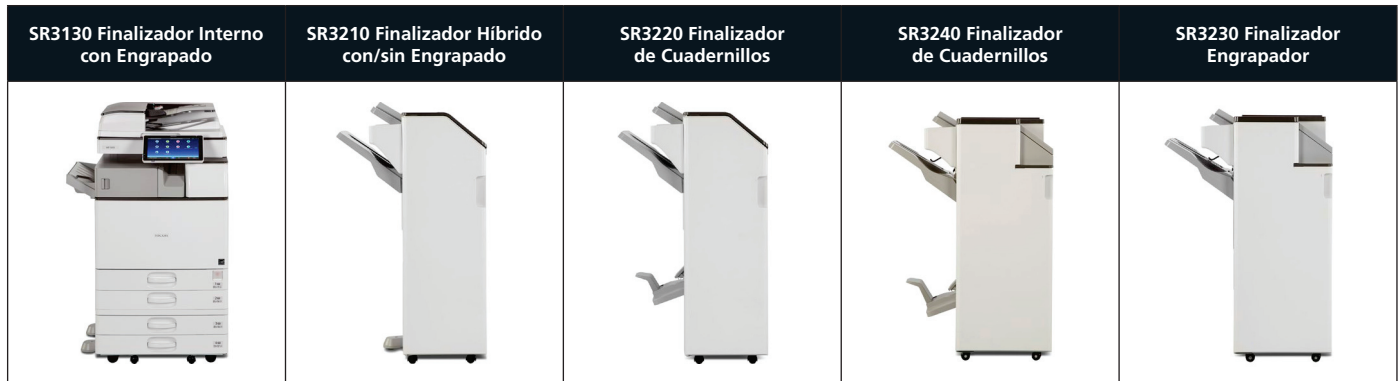 SR3130 Finalizador Interno
con Engrapado
SR3210 Finalizador Híbrido
con/sin Engrapado
SR3220 Finalizador
de Cuadernillos
SR3240 Finalizador
de Cuadernillos
SR3230 Finalizador
Engrapador